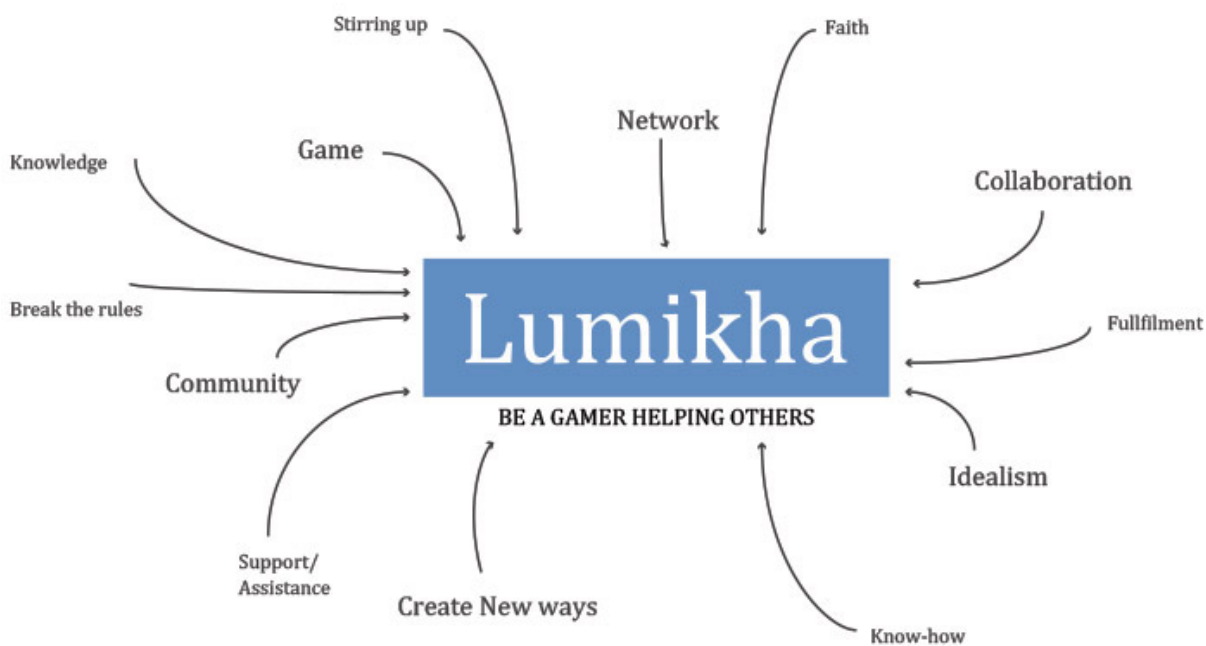 Stirring up
Faith
Network
Game
Knowledge
Collaboration
Break the rules
Lumikha
Fullfilment
Community
BE A GAMER HELPING OTHERS
Idealism
Support/
Assistance
Create New ways
Know-how